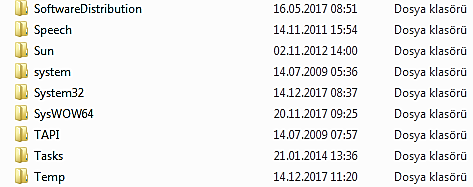 SoftwareDistribution 16.05.2017 08:51 Dosya klasörü
Speech 14.11.2011 15:54 Dosya klasörü
Sun 02.11.2012 14:00 Dosya klasörü
system 14.07.2009 05:36 Dosya klasörü
System32 14.12.2017 08:37 Dosya klasörü
SysWOW64 20.11.2017 09:25 Dosya klasörü
TAPI 14.07.2009 07:57 Dosya klasörü
Tasks 21.01.2014 13:36 Dosya klasörü
Temp 14.12.2017 11:20 Dosya klasörü